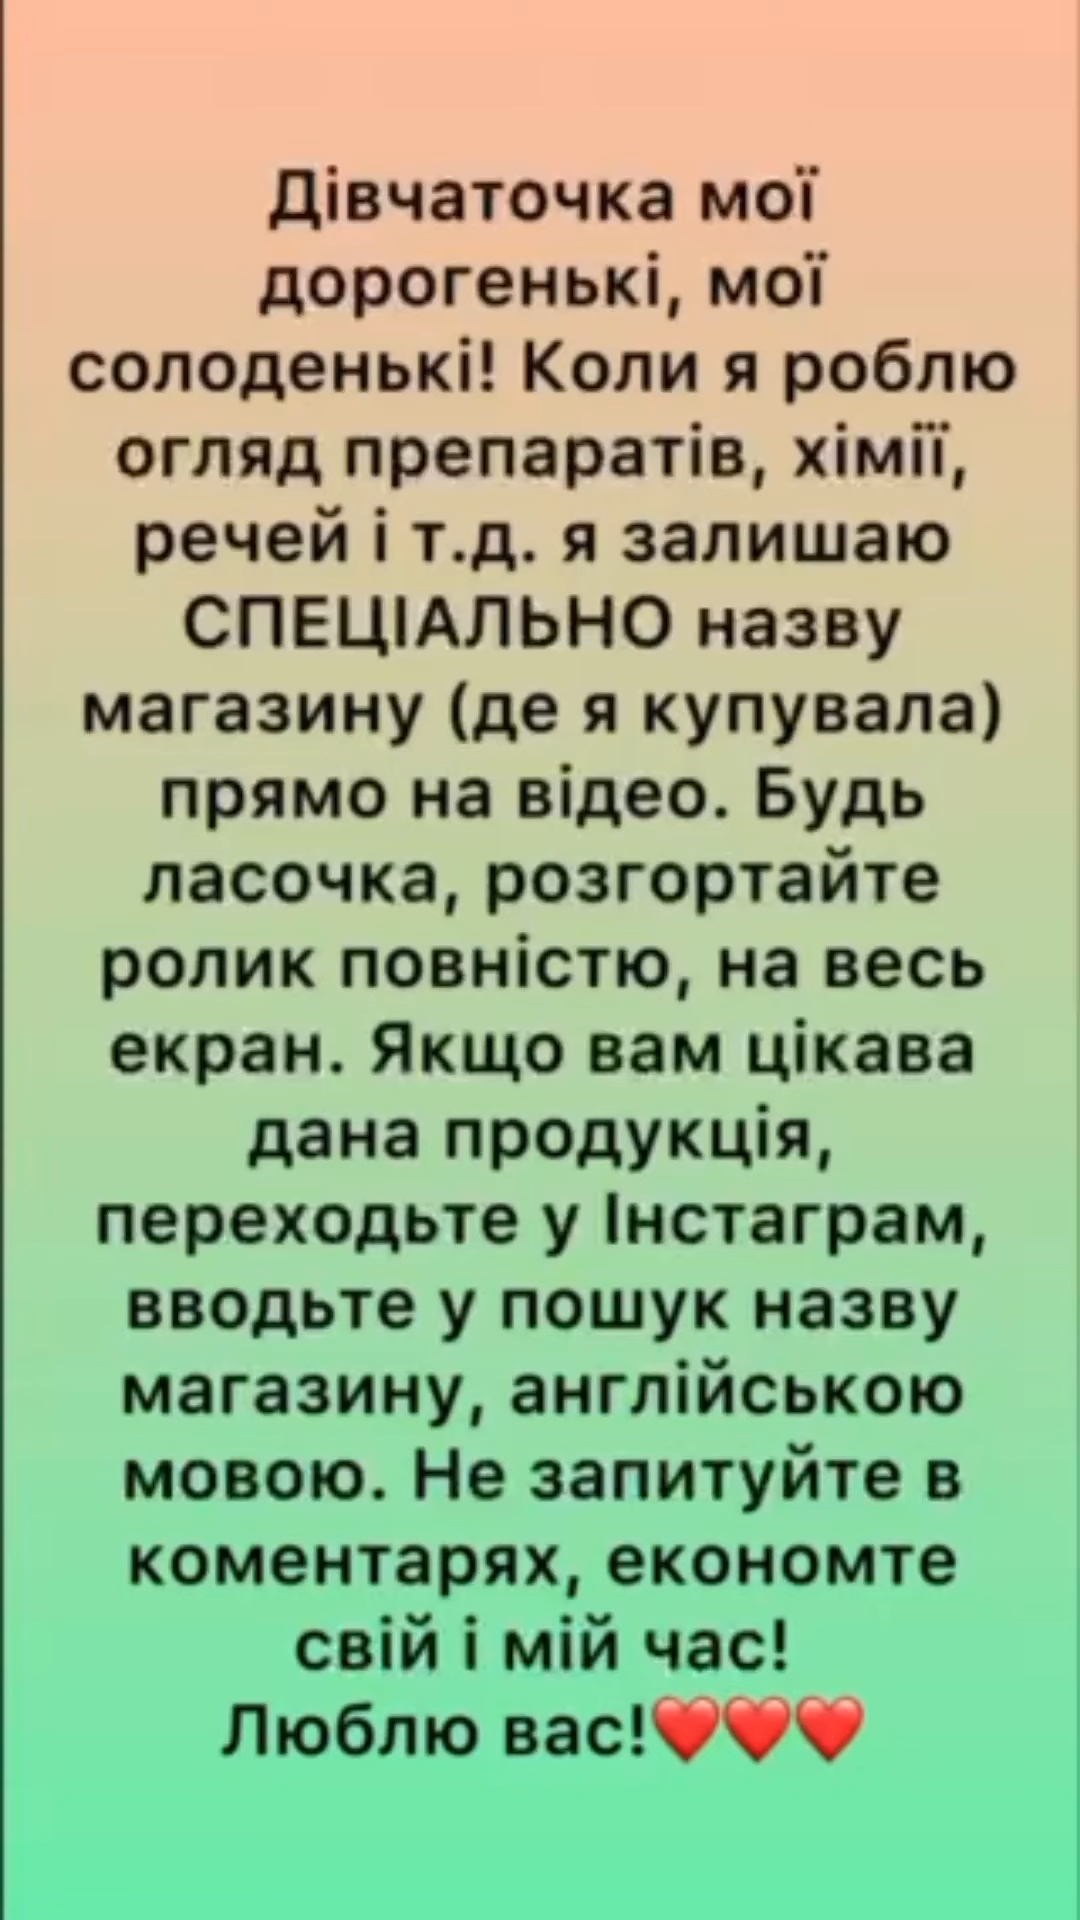 Дівчаточка мої
дорогенькі, мої
солоденькі! Коли я роблю
огляд препаратів, хімії,
речей і т.д. я залишаю
СПЕЦІАЛЬНО назву
магазину (де я купувала)
прямо на відео. Будь
ласочка, розгортайте
ролик повністю, на весь
екран. Якщо вам цікава
дана продукція,
переходьте у Інстаграм,
вводьте у пошук назву
магазину, англійською
мовою. Не запитуйте в
коментарях, економте
свій і мій час!
Люблю вас!❤️❤️❤️